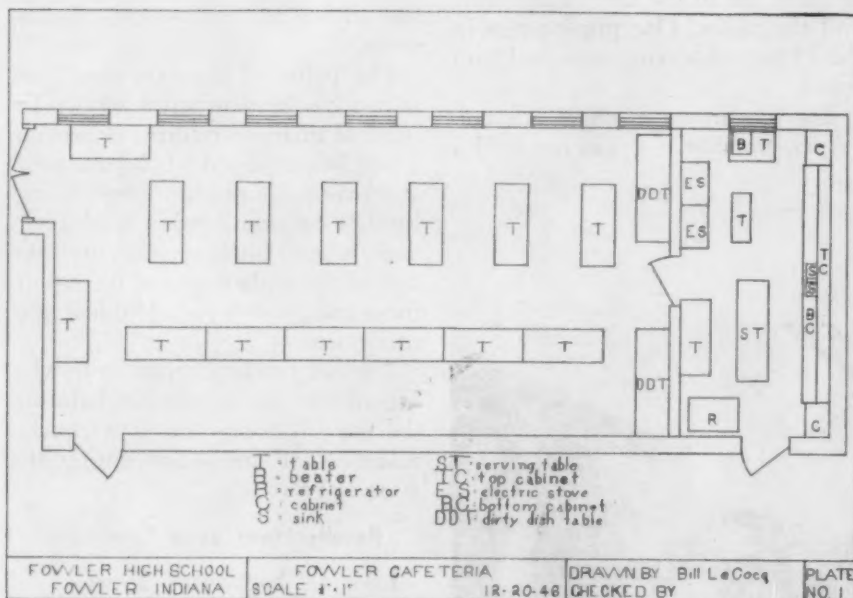 T
B T
C
DDT
ES
T
T T T T T T
ES
T
C
S
S
T
B
C
ST
T T T T T T
T
DDT
R
C
T = table
B = beater
R = refrigerator
C = cabinet
S = sink
ST = serving table
TC = top cabinet
ES = electric stove
BC = bottom cabinet
DDT = dirty dish table
FOWLER HIGH SCHOOL
FOWLER INDIANA
FOWLER CAFETERIA
SCALE 12-20-46
DRAWN BY Bill LeCocq
CHECKED BY
PLATE
NO. 1